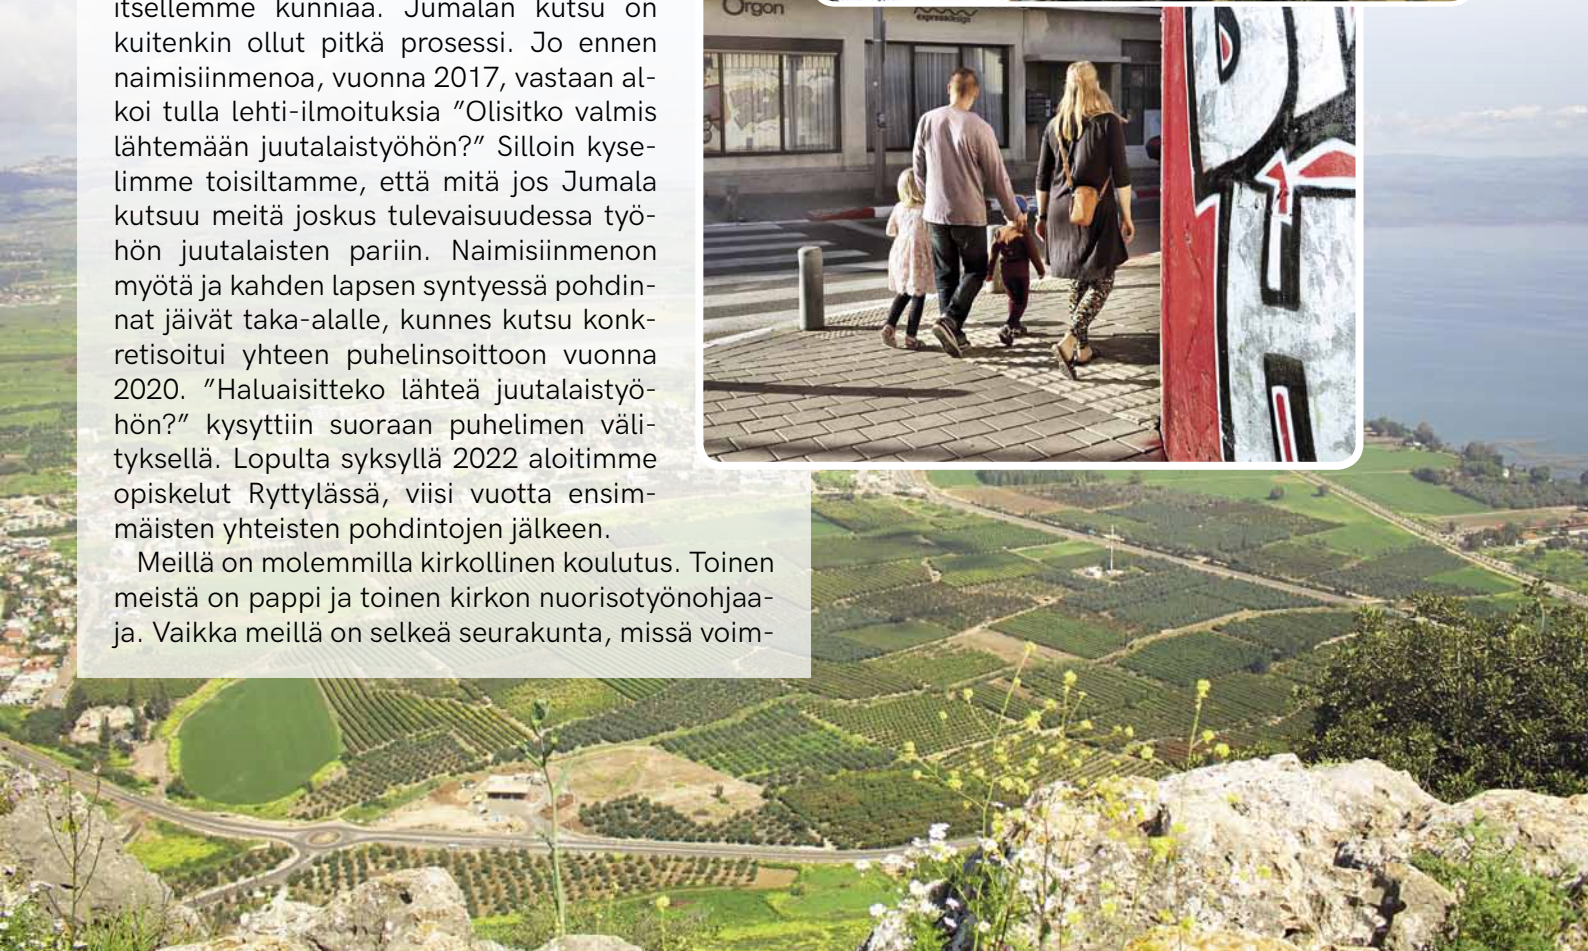 itsellemme kunniaa. Jumalan kutsu on
kuitenkin ollut pitkä prosessi. Jo ennen
naimisiinmenoa, vuonna 2017, vastaan al-
koi tulla lehti-ilmoituksia ”Olisitko valmis
lähtemään juutalaistyöhön?” Silloin kyse-
limme toisiltamme, että mitä jos Jumala
kutsuu meitä joskus tulevaisuudessa työ-
hön juutalaisten pariin. Naimisiinmenon
myötä ja kahden lapsen syntyessä pohdin-
nat jäivät taka-alalle, kunnes kutsu konk-
retisoitui yhteen puhelinsoittoon vuonna
2020. ”Haluaisitteko lähteä juutalaistyö-
hön?” kysyttiin suoraan puhelimen väli-
tyksellä. Lopulta syksyllä 2022 aloitimme
opiskelut Ryttylässä, viisi vuotta ensim-
mäisten yhteisten pohdintojen jälkeen.
Meillä on molemmilla kirkollinen koulutus. Toinen
meistä on pappi ja toinen kirkon nuorisotyönohjaa-
ja. Vaikka meillä on selkeä seurakunta, missä voim-
Orgon
expressdesign